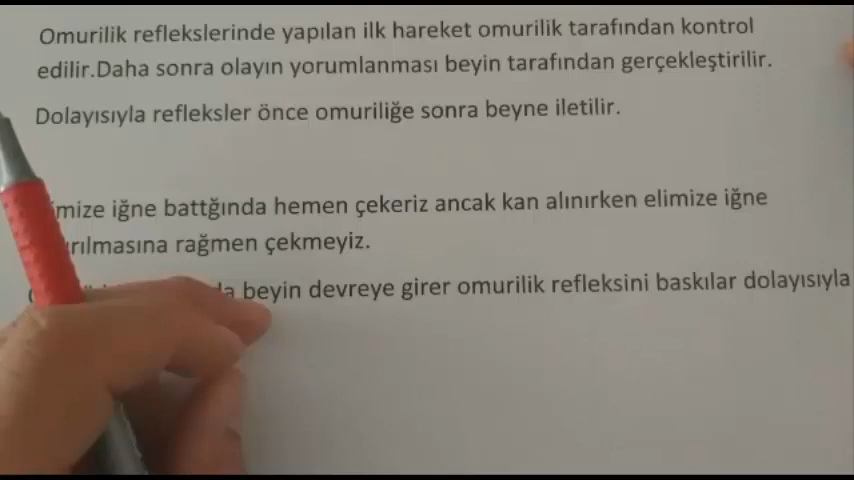 Omurilik reflekslerinde yapılan ilk hareket omurilik tarafından kontrol
edilir.Daha sonra olayın yorumlanması beyin tarafından gerçekleştirilir.
Dolayısıyla refleksler önce omuriliğe sonra beyne iletilir.
iğne battğında hemen çekeriz ancak kan alınırken elimize iğne
rağmen çekmeyiz.
beyin devreye girer omurilik refleksini baskılar dolayısıyla